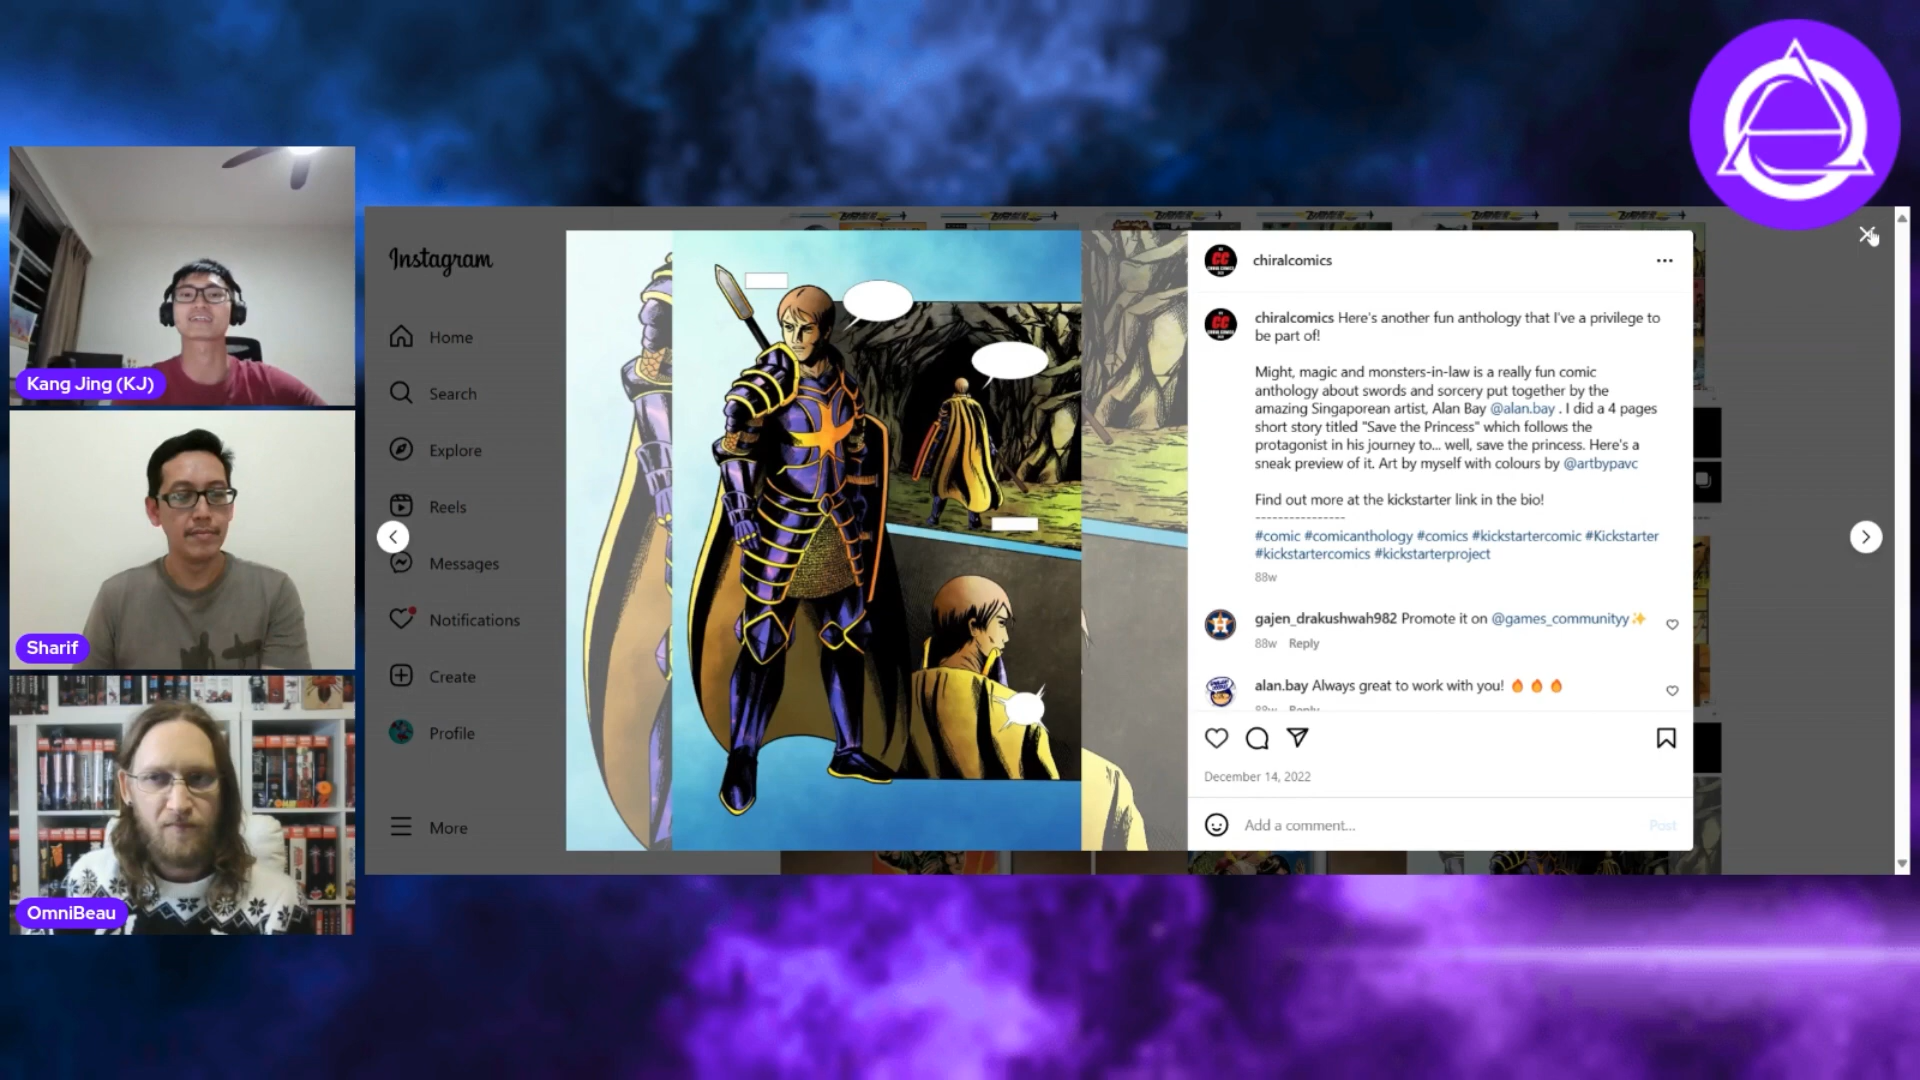 Kang Jing (KJ)
Sharif
OmniBeau
Instagram
Home
Search
Explore
Reels
Messages
Notifications
Create
Profile
More
CC
chiralcomics
CC
chiralcomics Here's another fun anthology that I've a privilege to
be part of!
Might, magic and monsters-in-law is a really fun comic
anthology about swords and sorcery put together by the
amazing Singaporean artist, Alan Bay @alan.bay . I did a 4 pages
short story titled "Save the Princess" which follows the
protagonist in his journey to... well, save the princess. Here's a
sneak preview of it. Art by myself with colours by @artbypavc
Find out more at the kickstarter link in the bio!
----------------
#comic #comicanthology #comics #kickstartercomic #Kickstarter
#kickstartercomics #kickstarterproject
88w
gajen_drakushwah982 Promote it on @games_communityy✨
88w Reply
alan.bay Always great to work with you! 🔥 🔥 🔥
88w Reply
December 14, 2022
Add a comment...
Post